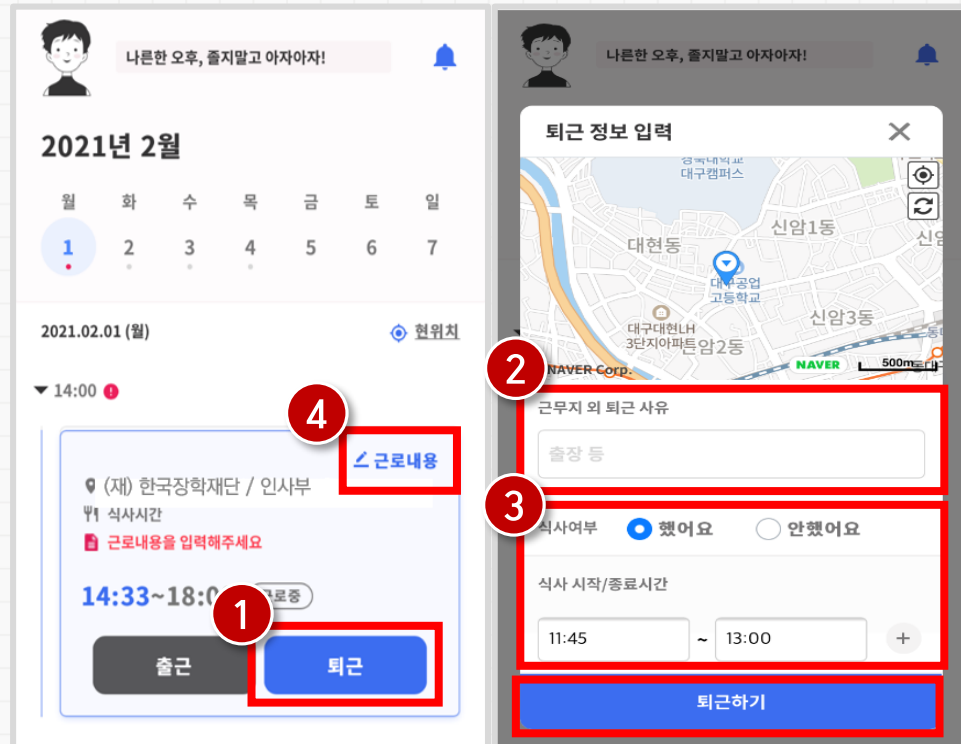 나른한 오후, 졸지말고 아자아자!
2021년 2월
월 화 수 목 금 토 일
1 2 3 4 5 6 7
2021.02.01 (월)
현위치
14:00
4
근로내용
(재) 한국장학재단 / 인사부
식사시간
근로내용을 입력해주세요
14:33~18:0
로중
1
출근
퇴근
나른한 오후, 졸지말고 아자아자!
퇴근 정보 입력
경북대학교
대구캠퍼스
신암1동
대현동
대구공업
고등학교
신암3동
대구대현LH
3단지아파트
신암2동
NAVER Corp.
NAVER
500m
2
근무지 외 퇴근 사유
출장 등
3
식사여부
했어요
안했어요
식사 시작/종료시간
11:45 ~ 13:00 +
퇴근하기